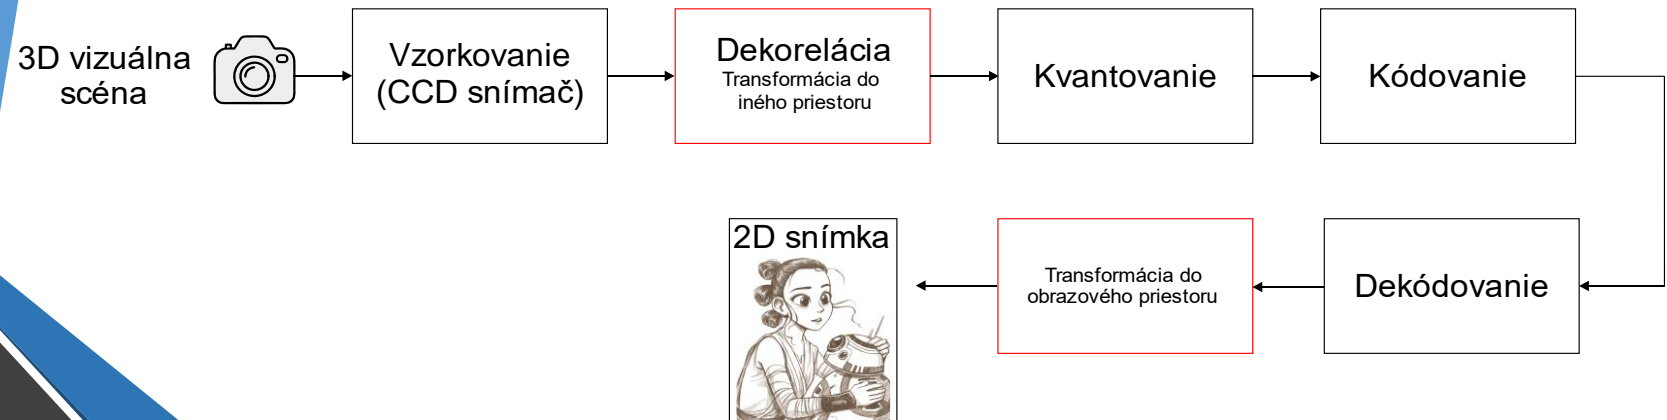 3D vizuálna
scéna
Vzorkovanie
(CCD snímač)
Dekorelácia
Transformácia do
iného priestoru
Kvantovanie
Kódovanie
2D snímka
Transformácia do
obrazového priestoru
Dekódovanie